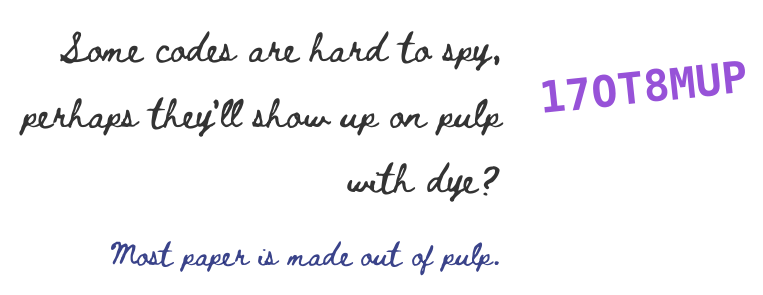 Some codes are hard to spy,
perhaps they'll show up on pulp
with dye?
Most paper is made out of pulp.
17OT8MUP